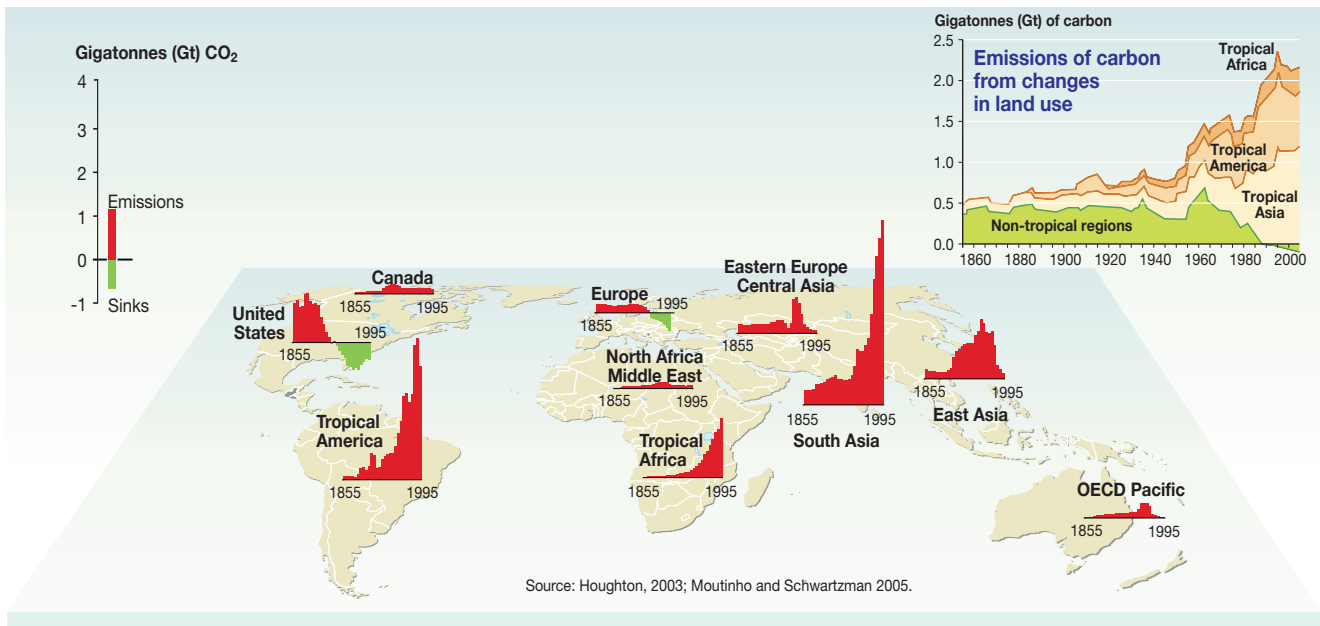 Gigatonnes (Gt) CO₂
4
3
2
1
0
-1
Emissions
Sinks
Gigatonnes (Gt) of carbon
2.5
2.0
1.5
1.0
0.5
0.0
Emissions of carbon
from changes
in land use
Tropical
Africa
Tropical
America
Tropical
Asia
Non-tropical regions
1860 1880 1900 1920 1940 1960 1980 2000
Canada
1855 1995
United
States
1855 1995
Europe
1855 1995
Eastern Europe
Central Asia
1855 1995
North Africa
Middle East
1855 1995
Tropical
America
1855 1995
Tropical
Africa
1855 1995
1855 1995
South Asia
1855 1995
East Asia
OECD Pacific
1855 1995
Source: Houghton, 2003; Moutinho and Schwartzman 2005.